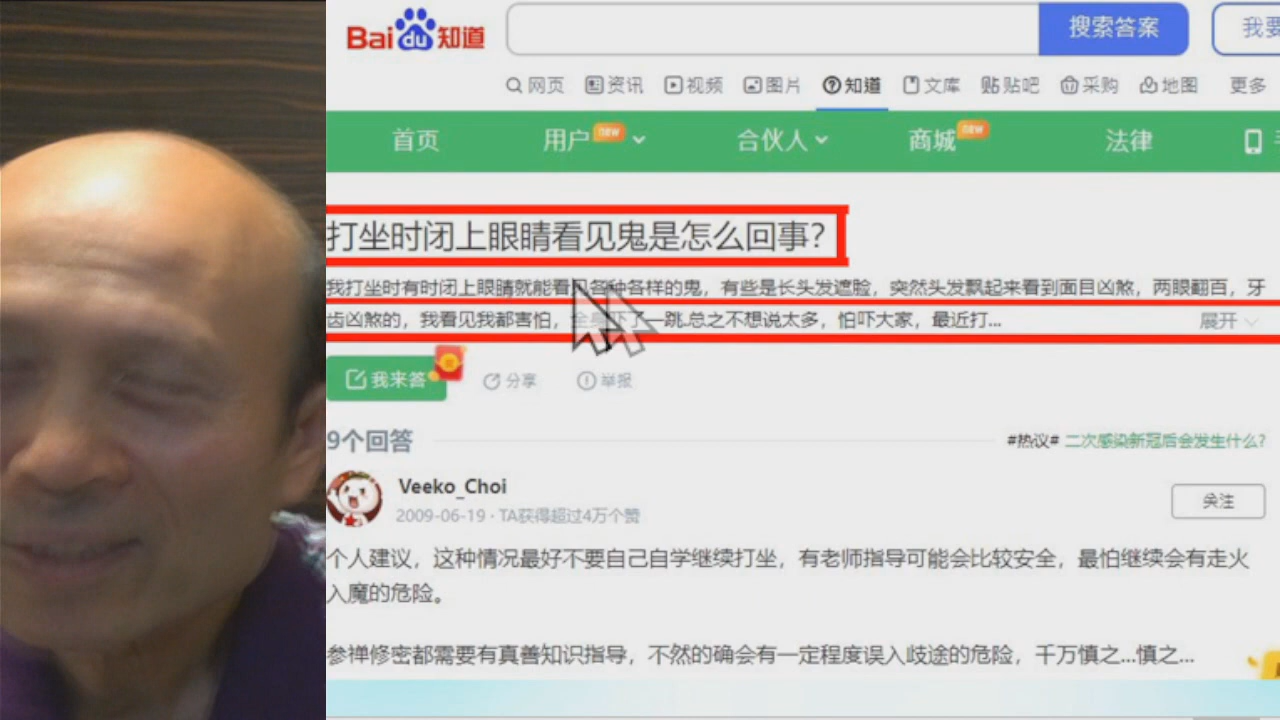 Bai du 知道
搜索答案
我要
网页 资讯 视频 图片 知道 文库 贴吧 采购 地图 更多
首页 用户 new 合伙人 商城 new 法律
打坐时闭上眼睛看见鬼是怎么回事?
我打坐时有时闭上眼睛就能看见各种各样的鬼，有些是长头发遮脸，突然头发飘起来看到面目凶煞，两眼翻百，牙
齿凶煞的，我看见我都害怕，全身吓了一跳.总之不想说太多，怕吓大家，最近打...
展开
我来答 分享 举报
9个回答
#热议# 二次感染新冠后会发生什么?
Veeko_Choi
2009-06-19 · TA获得超过4万个赞
关注
个人建议，这种情况最好不要自己自学继续打坐，有老师指导可能会比较安全，最怕继续会有走火
入魔的危险。
参禅修密都需要有真善知识指导，不然的确会有一定程度误入歧途的危险，千万慎之...慎之...